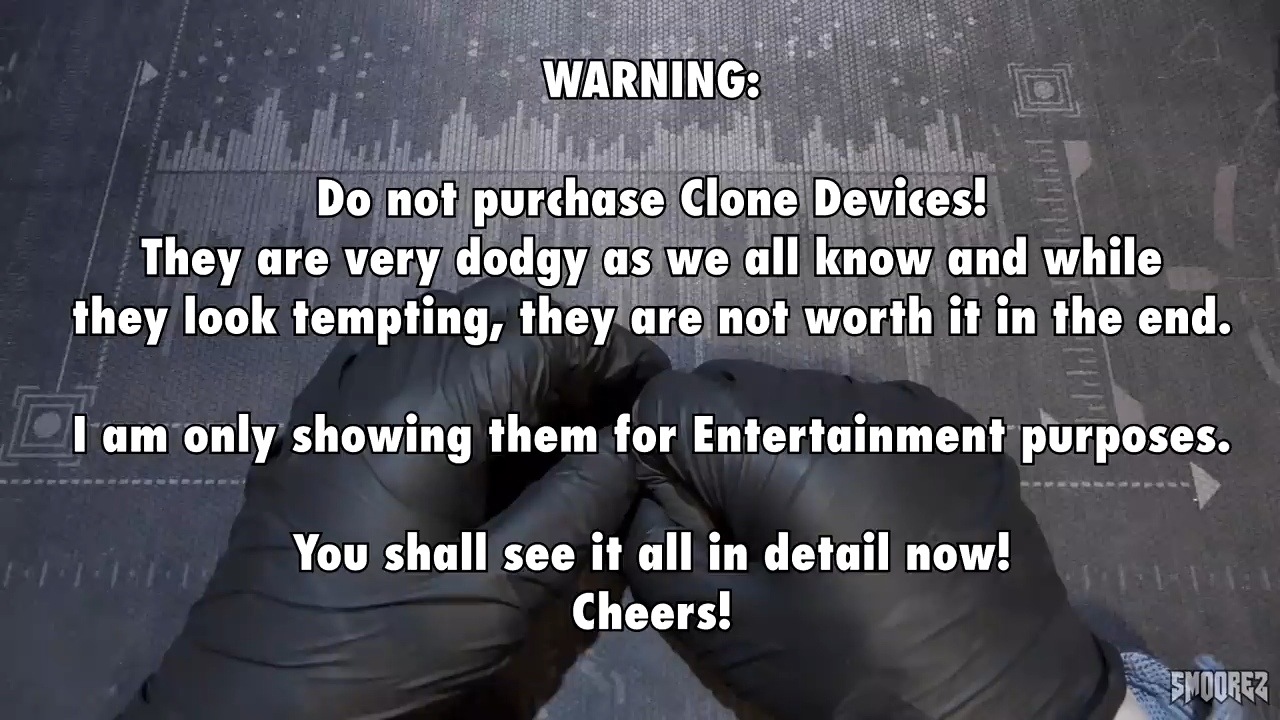 WARNING:
Do not purchase Clone Devices!
They are very dodgy as we all know and while
they look tempting, they are not worth it in the end.
I am only showing them for Entertainment purposes.
You shall see it all in detail now!
Cheers!
SMOOREZ